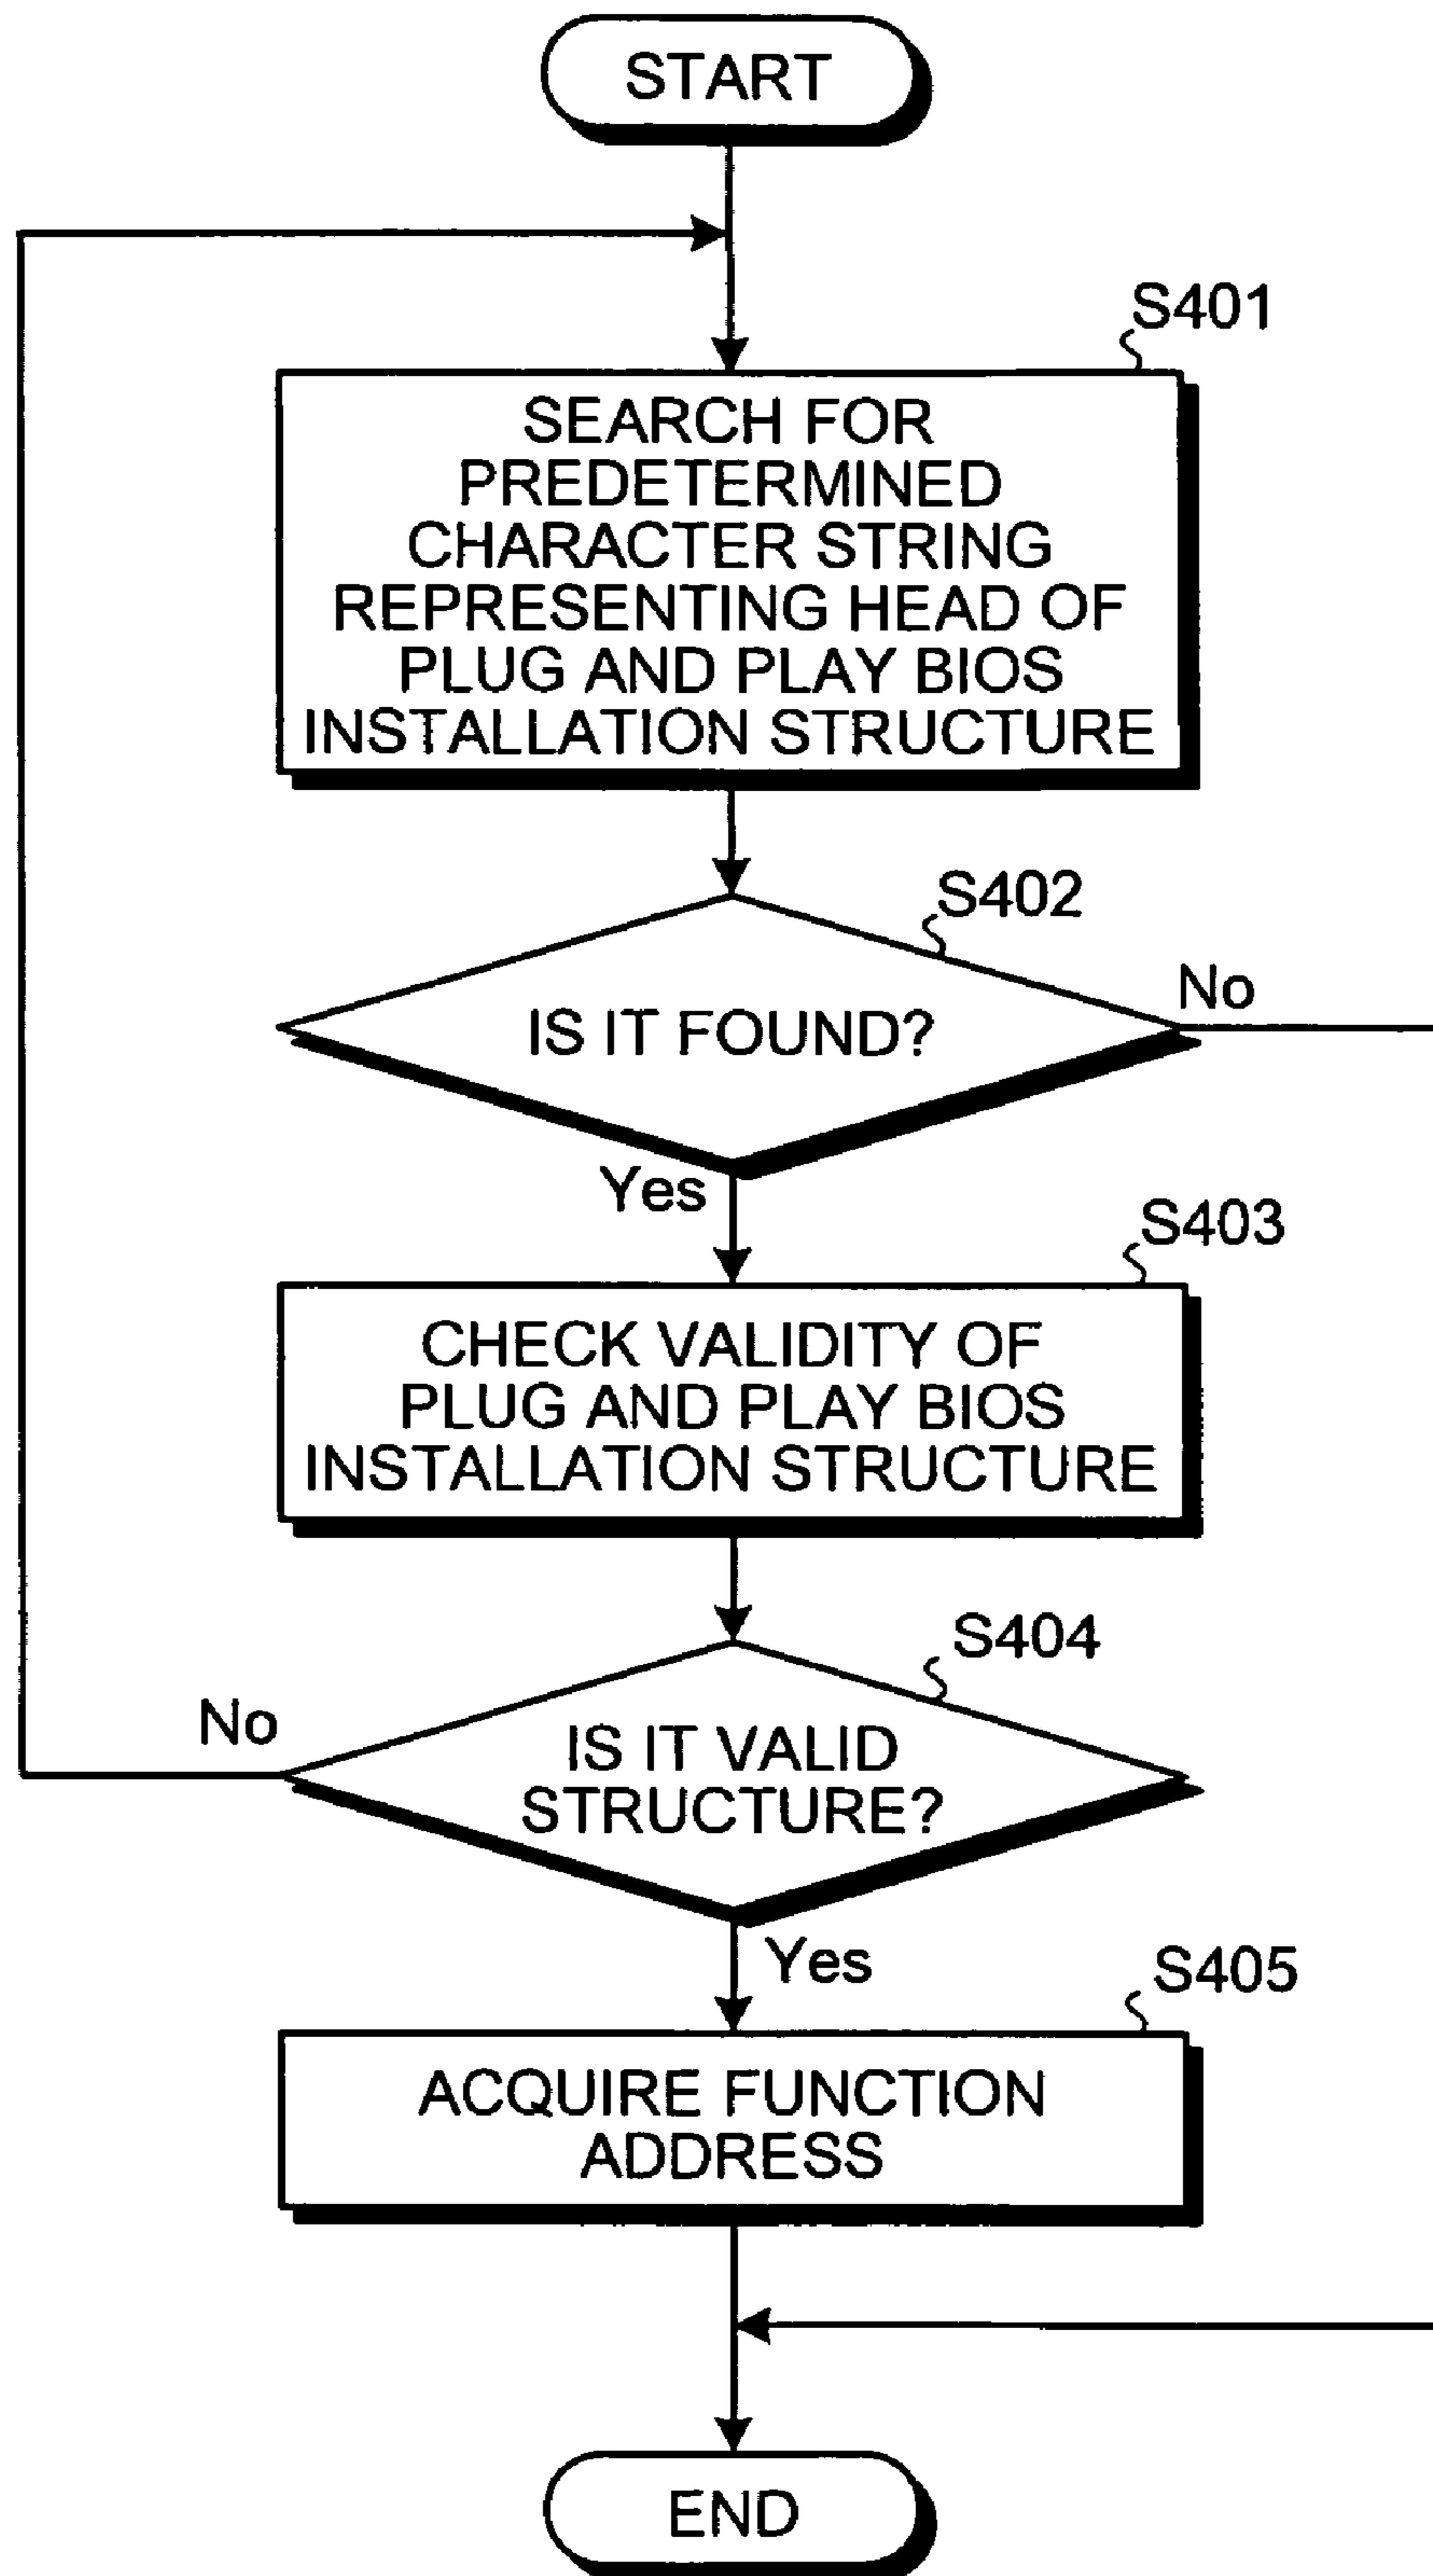 START
S401
SEARCH FOR
PREDETERMINED
CHARACTER STRING
REPRESENTING HEAD OF
PLUG AND PLAY BIOS
INSTALLATION STRUCTURE
S402
IS IT FOUND?
No
Yes
S403
CHECK VALIDITY OF
PLUG AND PLAY BIOS
INSTALLATION STRUCTURE
S404
IS IT VALID
STRUCTURE?
No
Yes
S405
ACQUIRE FUNCTION
ADDRESS
END